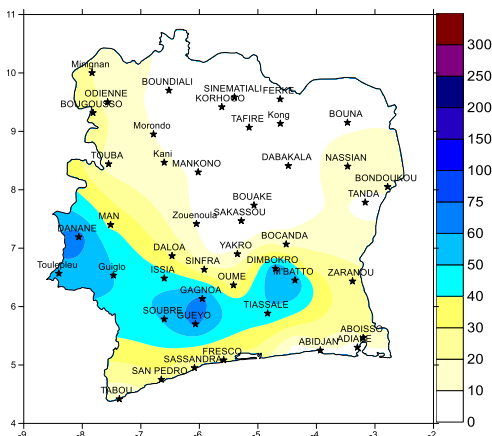 11
10
9
8
7
6
5
4
-9
-8
-7
-6
-5
-4
-3
-2
Minignan
ODIENNE
BOUGOUSSO
BOUNDIALI
SINEMATIALI
FERKE
KORHOGO
TAFIRE
Kong
BOUNA
Morondo
TOUBA
Kani
MANKONO
DABAKALA
NASSIAN
BONDOUKOU
TANDA
BOUAKE
SAKASSOU
Zouenoula
MAN
DANANE
BOCANDA
YAKRO
DALOA
DIMBOKRO
M'BATTO
SINFRA
Toulepleu
Guiglo
ISSIA
OUME
ZARANOU
GAGNOA
TIASSALE
SOUBRE
GUEYO
ABOISSO
ADIAKE
ABIDJAN
FRESCO
SASSANDRA
SAN PEDRO
TABOU
300
250
200
150
100
75
60
50
40
30
20
10
0